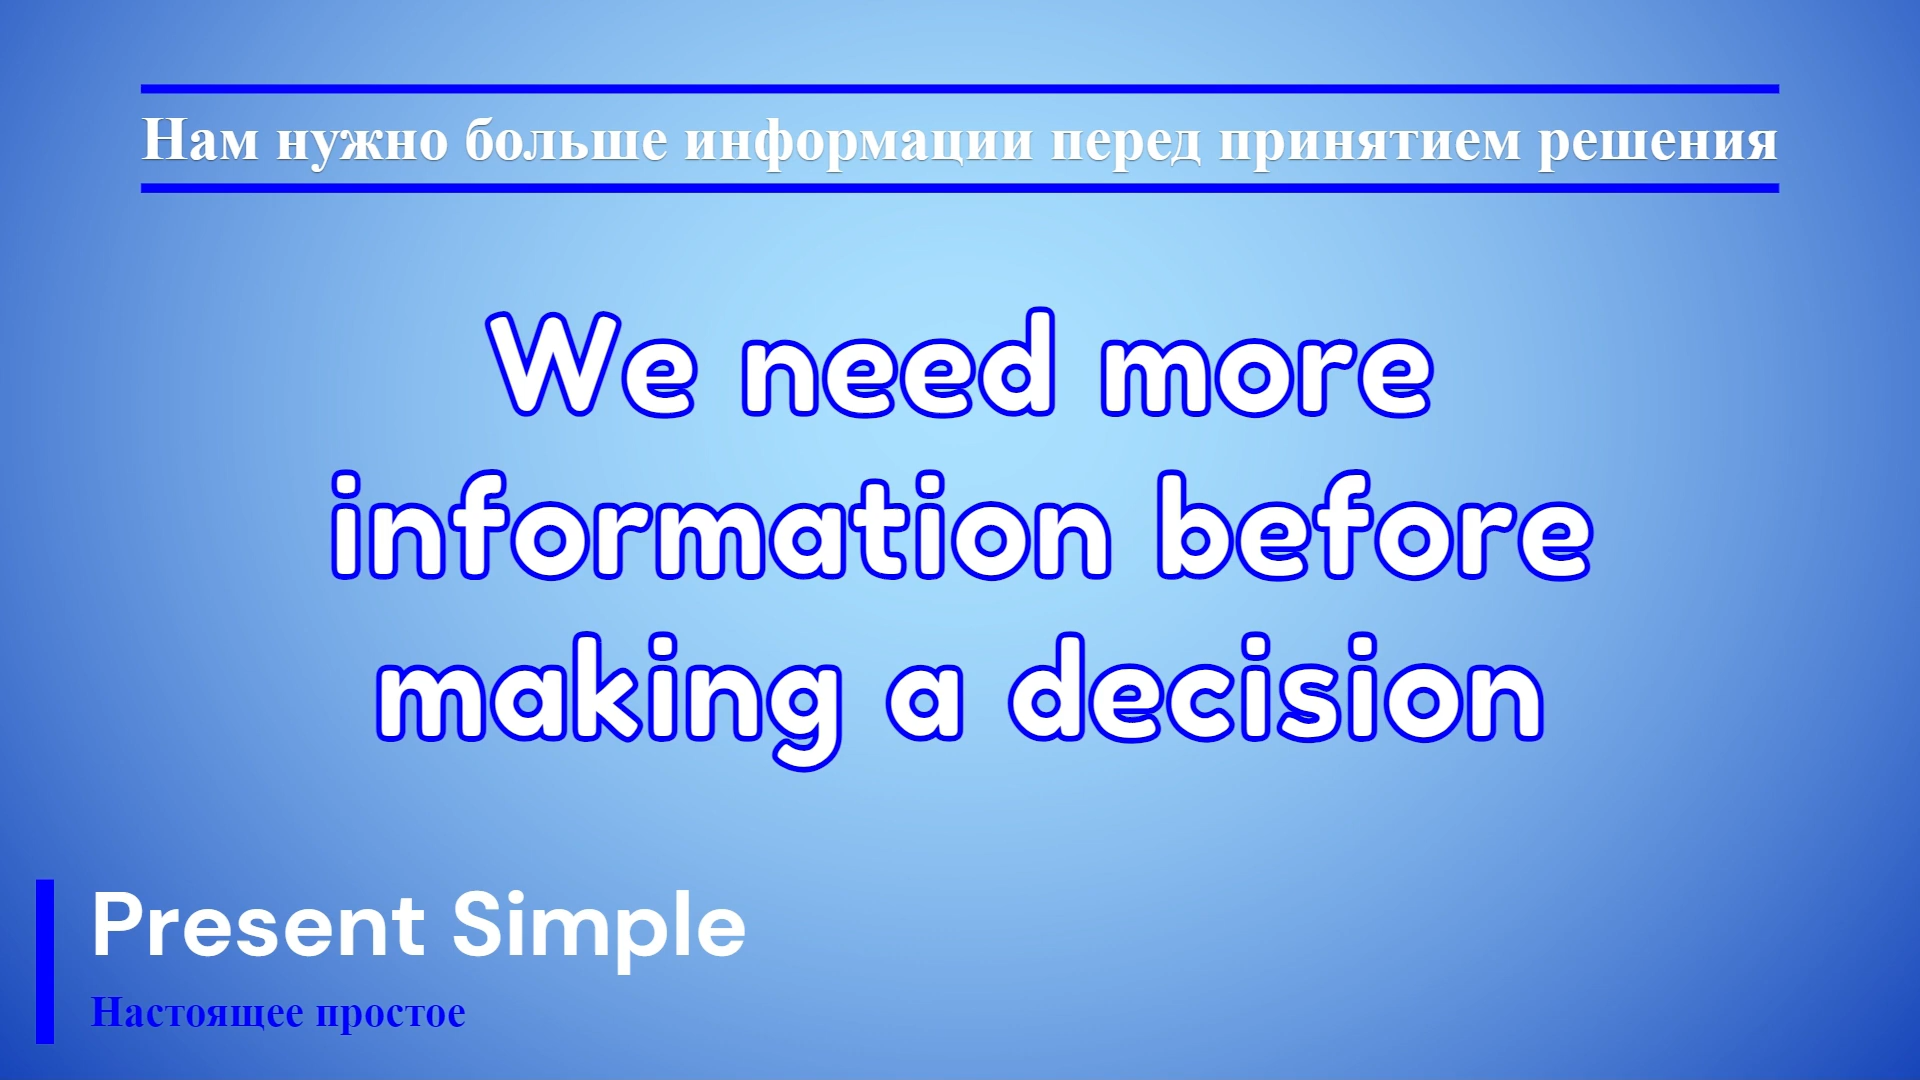 Нам нужно больше информации перед принятием решения
We need more
information before
making a decision
Present Simple
Настоящее простое